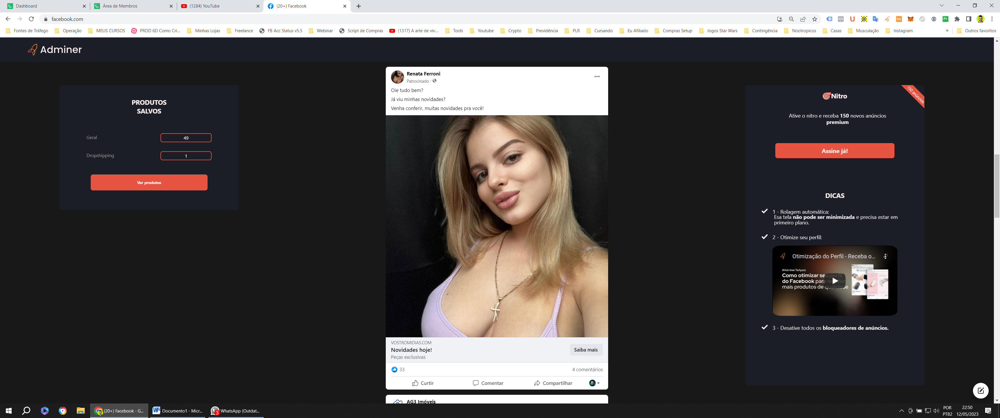 Dashboard
Área de Membros
(1284) YouTube
(20+) Facebook
facebook.com
Fontes de Tráfego
Operação
MEUS CURSOS
PROD 6D Como Cri...
Minhas Lojas
Freelance
FB Acc Status v5.5
Webinar
Script de Compras
(1317) A arte de viv...
Tools
Youtube
Crypto
Previdência
PLR
Cursando
Eu Afiliado
Compras Setup
Jogos Star Wars
Contingência
Nootropicos
Casas
Musculação
Instagram
»
Outros favoritos
Adminer
PRODUTOS
SALVOS
Geral
49
Dropshipping
1
Ver produtos
Renata Ferroni
Patrocinado ·
Oie tudo bem?
Já viu minhas novidades?
Venha conferir, muitas novidades pra você!
VOSTROMIDIAS.COM
Novidades hoje!
Peças exclusivas
Saiba mais
33
4 comentários
Curtir
Comentar
Compartilhar
AG3 Imóveis
150 anúncios
Nitro
Ative o nitro e receba 150 novos anúncios
premium
Assine já!
DICAS
1 - Rolagem automática:
Esa tela não pode ser minimizada e precisa estar em
primeiro plano.
2 - Otimize seu perfil:
Otimização do Perfil - Receba o...
#AdminerTeAjuda
Como otimizar seu perfil
do Facebook para receber
mais produtos de qualidade
3 - Desative todos os bloqueadores de anúncios.
(20+) Facebook - G...
Documento1 - Micr...
3
WhatsApp (Outdat...
POR
PTB2
22:50
12/05/2023